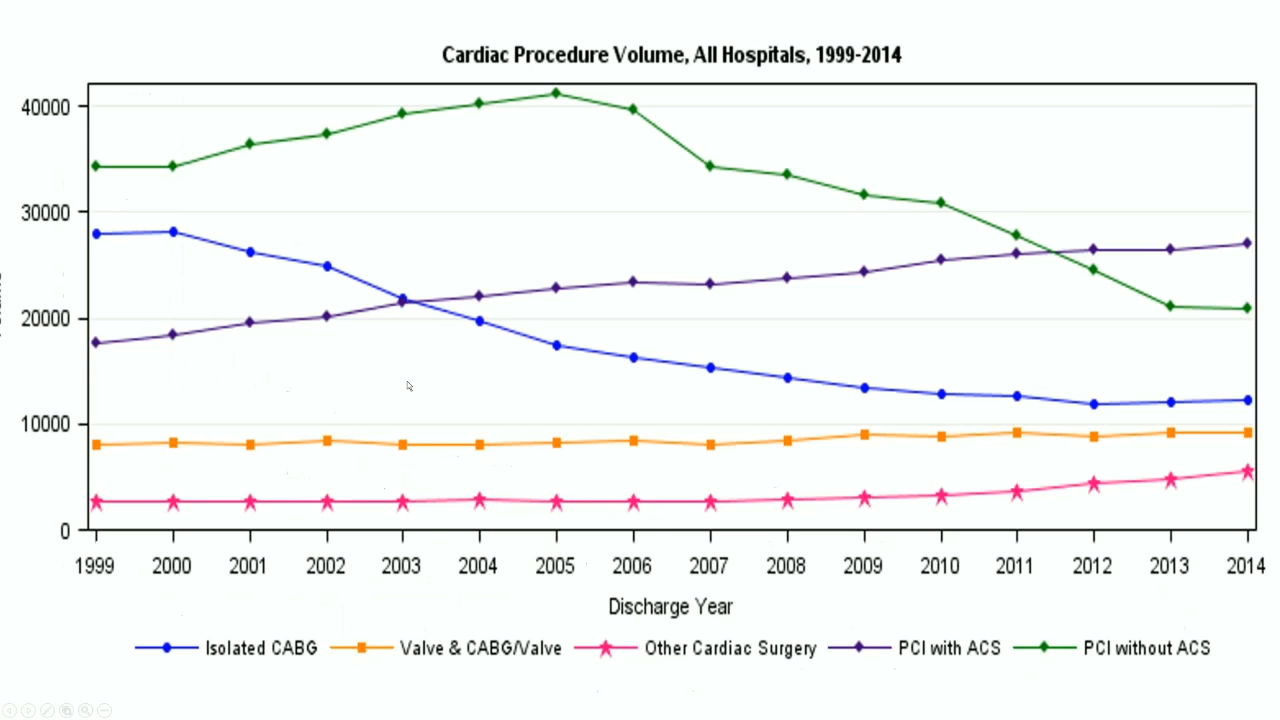 Cardiac Procedure Volume, All Hospitals, 1999-2014
40000
30000
20000
10000
0
1999 2000 2001 2002 2003 2004 2005 2006 2007 2008 2009 2010 2011 2012 2013 2014
Discharge Year
Isolated CABG Valve & CABG/Valve Other Cardiac Surgery PCI with ACS PCI without ACS